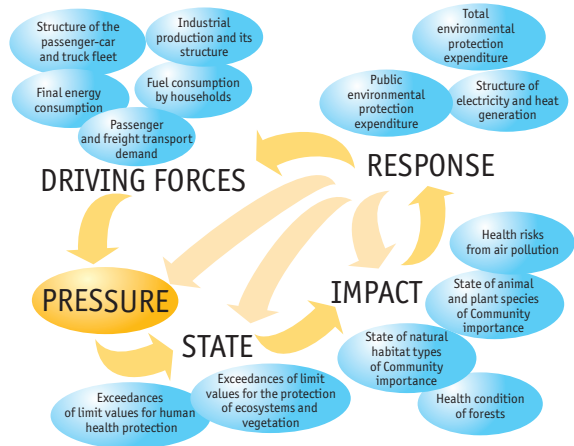 Structure of the
passenger-car
and truck fleet
Industrial
production and its
structure
Final energy
consumption
Fuel consumption
by households
Passenger
and freight transport
demand
DRIVING FORCES
Total
environmental
protection
expenditure
Public
environmental
protection
expenditure
Structure of
electricity and heat
generation
RESPONSE
PRESSURE
STATE
IMPACT
Health risks
from air pollution
State of animal
and plant species
of Community
importance
State of natural
habitat types
of Community
importance
Health condition
of forests
Exceedances
of limit values for human
health protection
Exceedances of limit
values for the protection
of ecosystems and
vegetation